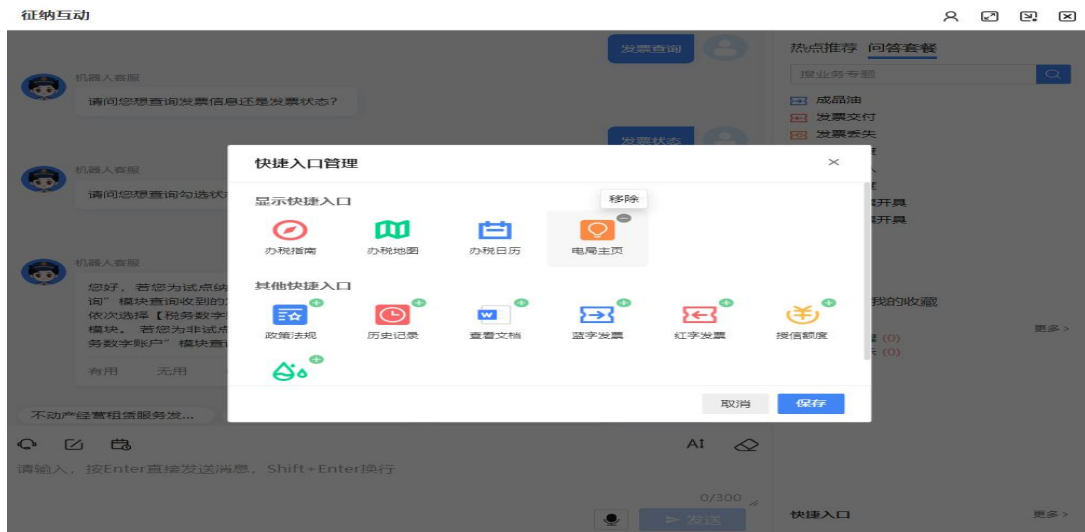 征纳互动
发票查询
机器人客服
请问您想查询发票信息还是发票状态?
发票状态
机器人客服
请问您想查询勾选状
机器人客服
您好, 若您为试点纳
询”模块查询收到的
依次选择【税务数字
模块。 若您为非试点
务数字账户”模块查
有用 无用
不动产经营租赁服务发...
请输入, 按Enter直接发送消息, Shift+Enter换行
0/300
发送
热点推荐 问答套餐
搜业务专题
成品油
发票交付
发票丢失
开具
开具
我的收藏
更多>
(0)
(0)
快捷入口 更多>
快捷入口管理
显示快捷入口
移除
办税指南 办税地图 办税日历 电局主页
其他快捷入口
政策法规 历史记录 查看文档 蓝字发票 红字发票 授信额度
取消 保存